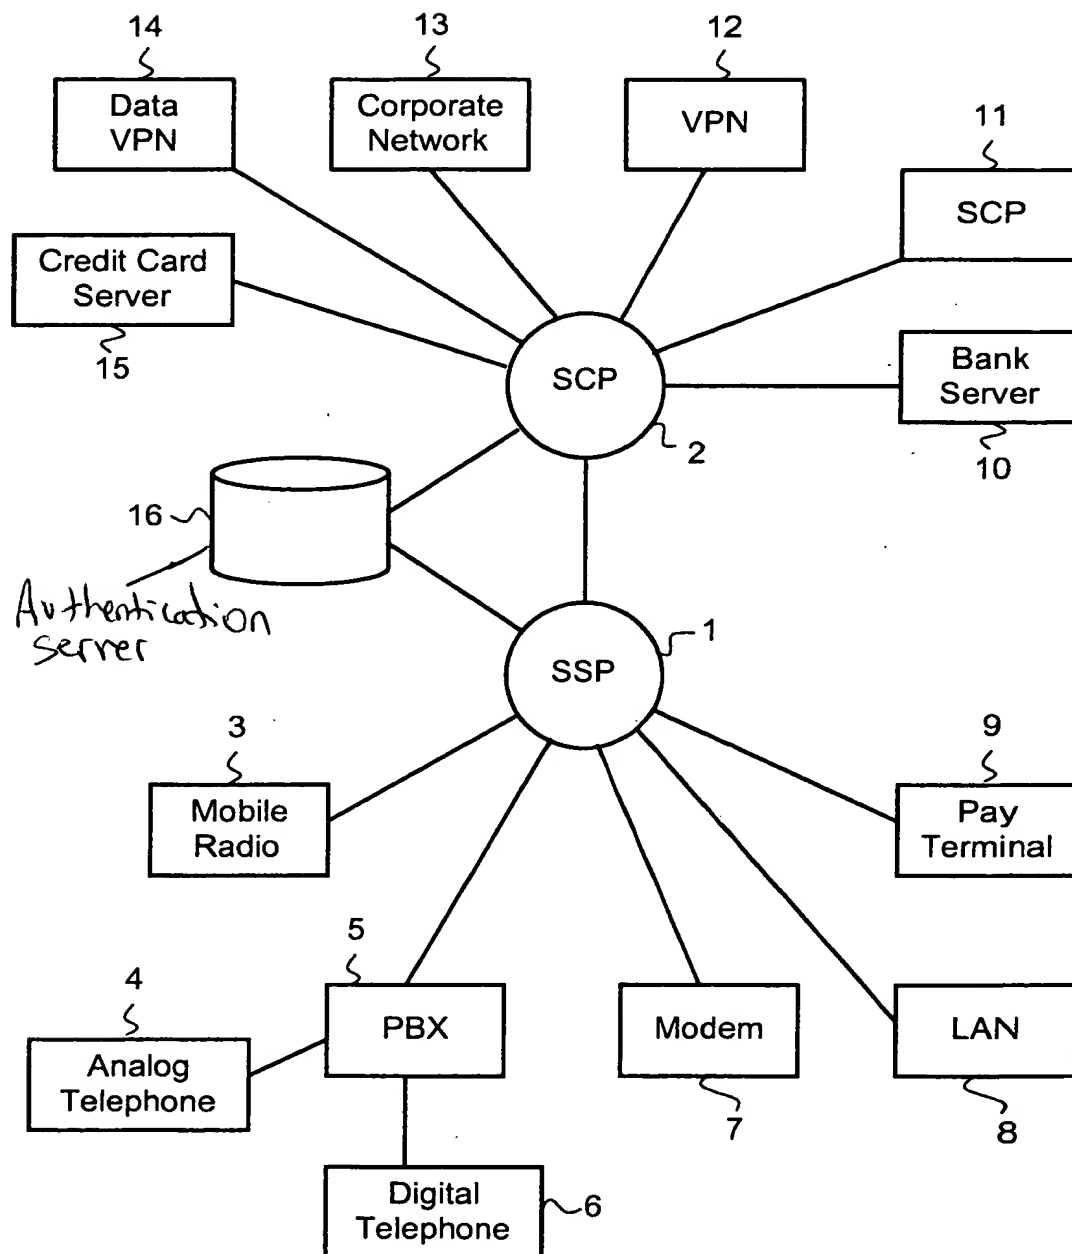 14
13
12
Data
VPN
Corporate
Network
VPN
11
SCP
Credit Card
Server
15
SCP
2
Bank
Server
10
16
Authentication
server
1
SSP
3
Mobile
Radio
9
Pay
Terminal
5
PBX
4
Analog
Telephone
Modem
7
LAN
8
Digital
Telephone
6